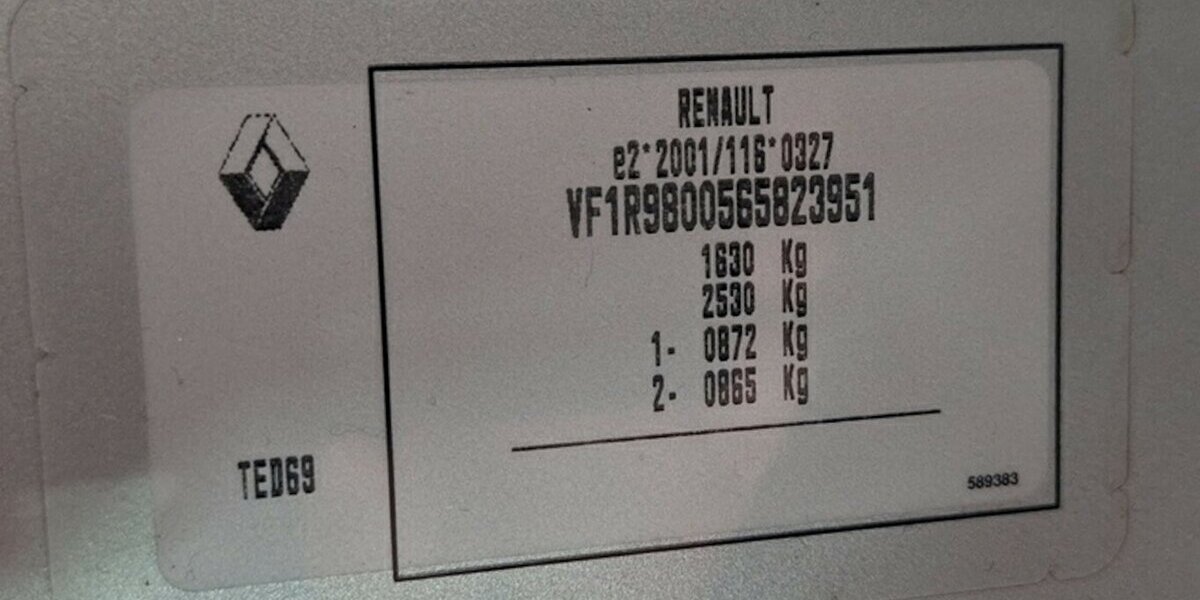 RENAULT
e2*2001/116*0327
VF1R9800565823951
1630 Kg
2530 Kg
1- 0872 Kg
2- 0865 Kg
TED69
589383